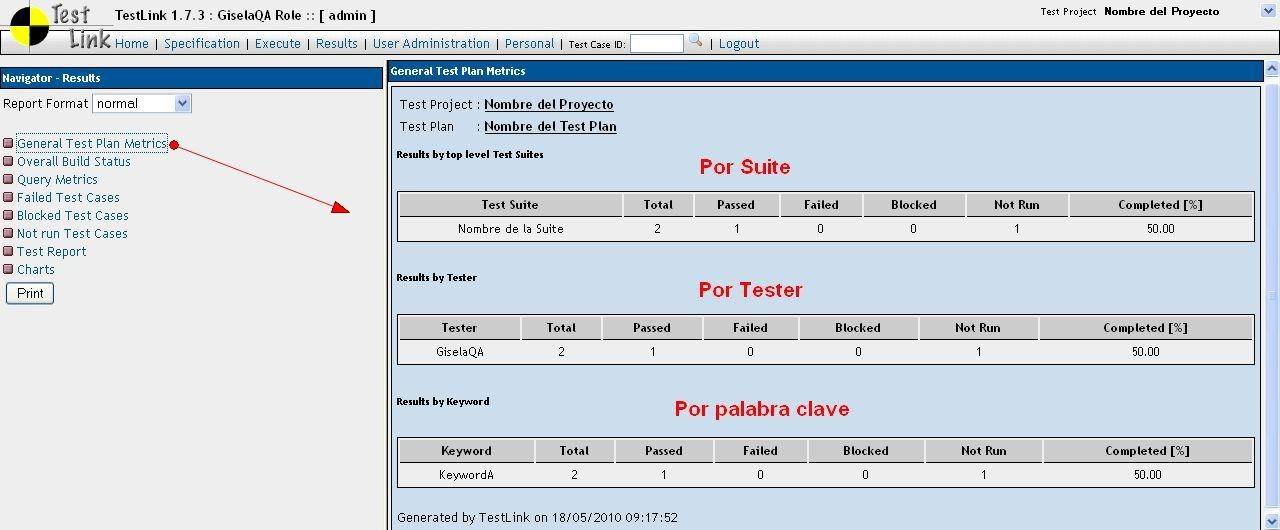 Test Link
TestLink 1.7.3 : GiselaQA Role :: [ admin ]
Test Project Nombre del Proyecto
Home | Specification | Execute | Results | User Administration | Personal | Test Case ID: | Logout
Navigator - Results
Report Format normal
General Test Plan Metrics
Overall Build Status
Query Metrics
Failed Test Cases
Blocked Test Cases
Not run Test Cases
Test Report
Charts
Print
General Test Plan Metrics
Test Project : Nombre del Proyecto
Test Plan : Nombre del Test Plan
Results by top level Test Suites
Por Suite
Test Suite Total Passed Failed Blocked Not Run Completed [%]
Nombre de la Suite 2 1 0 0 1 50.00
Results by Tester
Por Tester
Tester Total Passed Failed Blocked Not Run Completed [%]
GiselaQA 2 1 0 0 1 50.00
Results by Keyword
Por palabra clave
Keyword Total Passed Failed Blocked Not Run Completed [%]
KeywordA 2 1 0 0 1 50.00
Generated by TestLink on 09:17:52